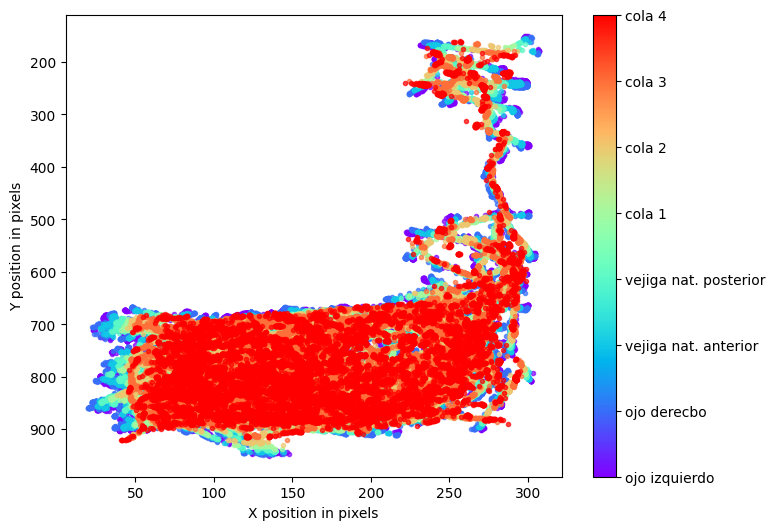 200
300
400
500
600
700
800
900
Y position in pixels
50
100
150
200
250
300
X position in pixels
cola 4
cola 3
cola 2
cola 1
vejiga nat. posterior
vejiga nat. anterior
ojo derecbo
ojo izquierdo